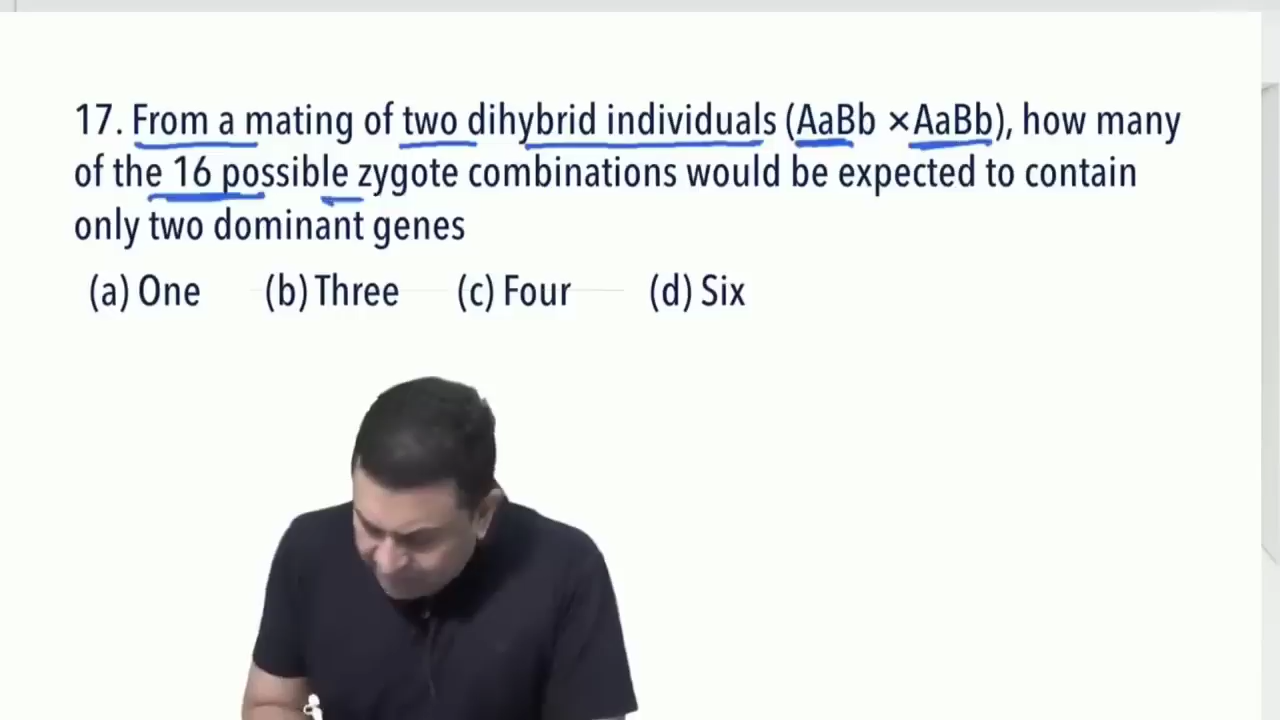 17. From a mating of two dihybrid individuals (AaBb ×AaBb), how many
of the 16 possible zygote combinations would be expected to contain
only two dominant genes
(a) One (b) Three (c) Four (d) Six